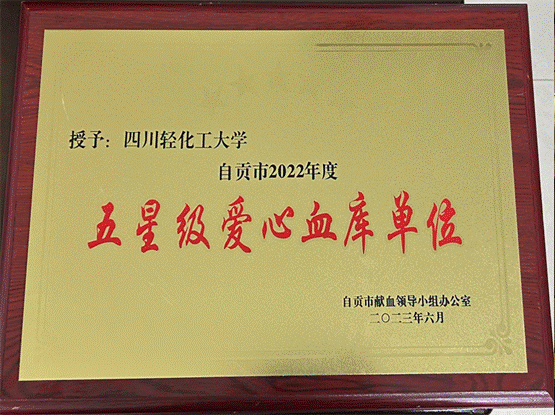 授予：四川轻化工大学
自贡市2022年度
五星级爱心血库单位
自贡市献血领导小组办公室
二〇二三年六月